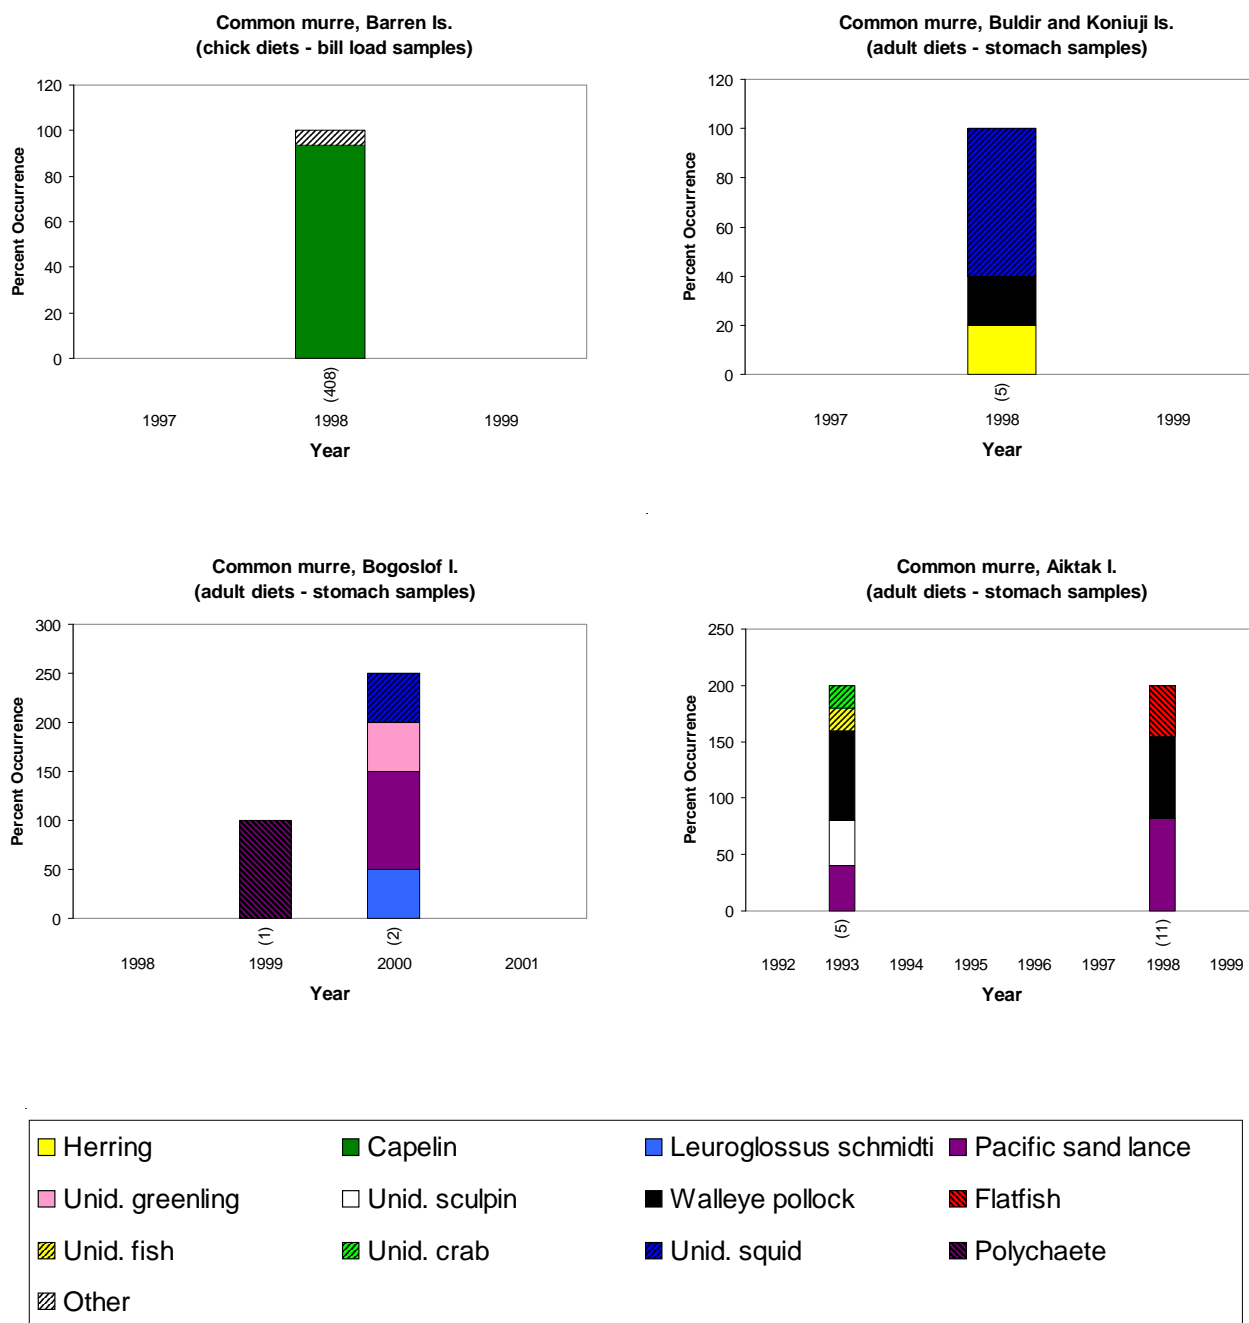 Common murre, Barren Is.
(chick diets - bill load samples)
120
100
80
60
40
20
0
Percent Occurrence
(408)
1997 1998 1999
Year
Common murre, Buldir and Koniuji Is.
(adult diets - stomach samples)
120
100
80
60
40
20
0
Percent Occurrence
(5)
1997 1998 1999
Year
Common murre, Bogoslof I.
(adult diets - stomach samples)
300
250
200
150
100
50
0
Percent Occurrence
(1) (2)
1998 1999 2000 2001
Year
Common murre, Aiktak I.
(adult diets - stomach samples)
250
200
150
100
50
0
Percent Occurrence
(5) (11)
1992 1993 1994 1995 1996 1997 1998 1999
Year
Herring Capelin Leuroglossus schmidti Pacific sand lance
Unid. greenling Unid. sculpin Walleye pollock Flatfish
Unid. fish Unid. crab Unid. squid Polychaete
Other